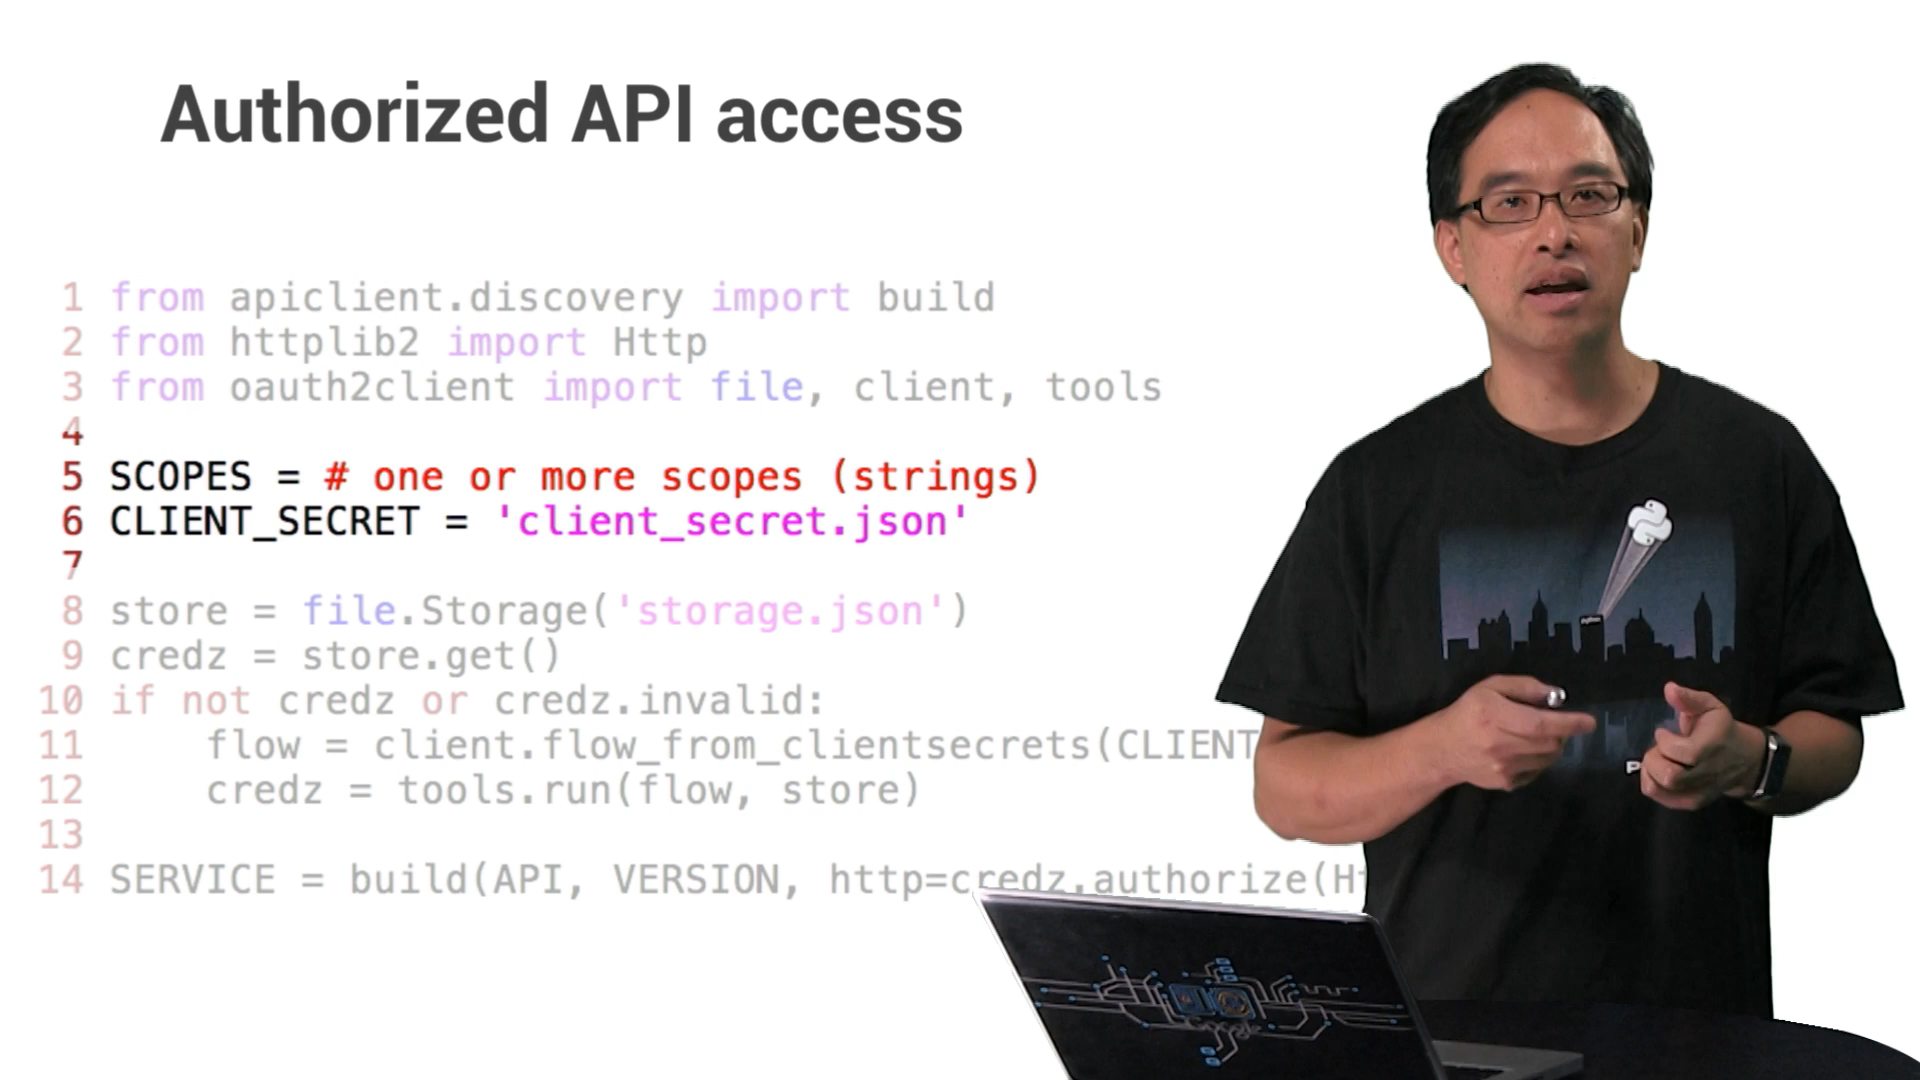 Authorized API access
1 from apiclient.discovery import build
2 from httplib2 import Http
3 from oauth2client import file, client, tools
4
5 SCOPES = # one or more scopes (strings)
6 CLIENT_SECRET = 'client_secret.json'
7
8 store = file.Storage('storage.json')
9 credz = store.get()
10 if not credz or credz.invalid:
11     flow = client.flow_from_clientsecrets(CLIENT
12     credz = tools.run(flow, store)
13
14 SERVICE = build(API, VERSION, http=credz.authorize(Ht
python